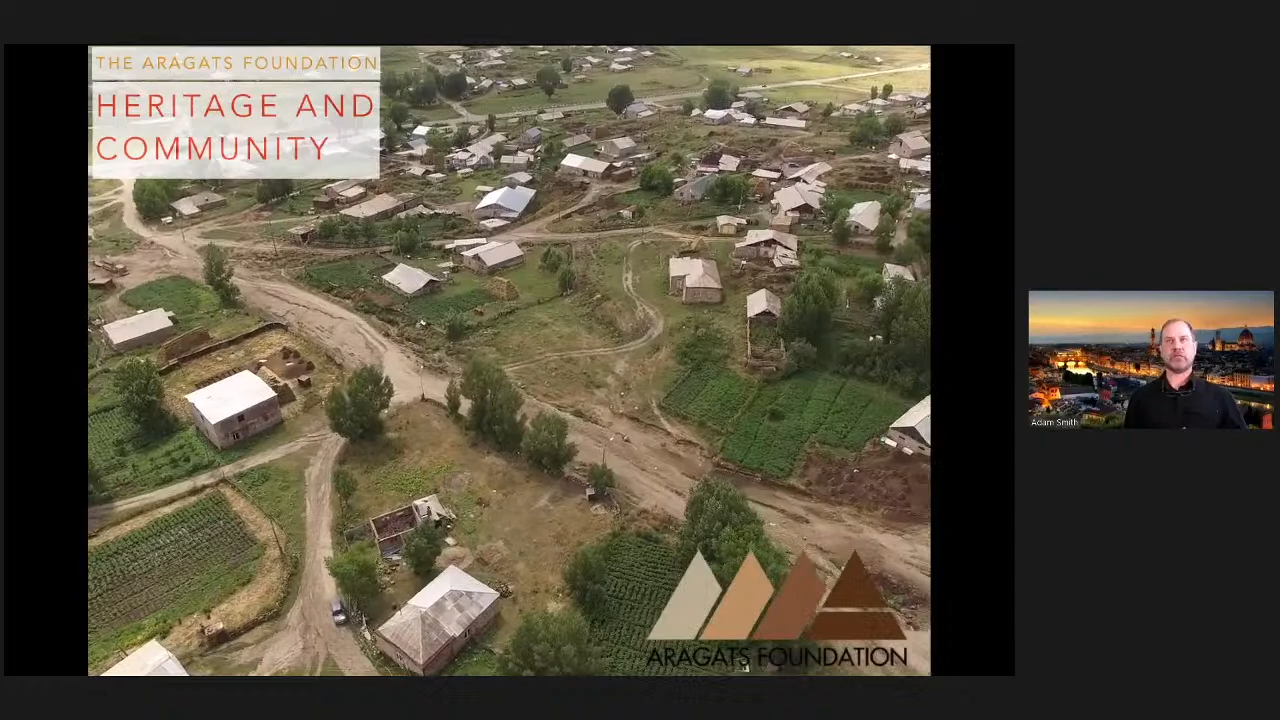 THE ARAGATS FOUNDATION
HERITAGE AND
COMMUNITY
Adam Smith
ARAGATS FOUNDATION